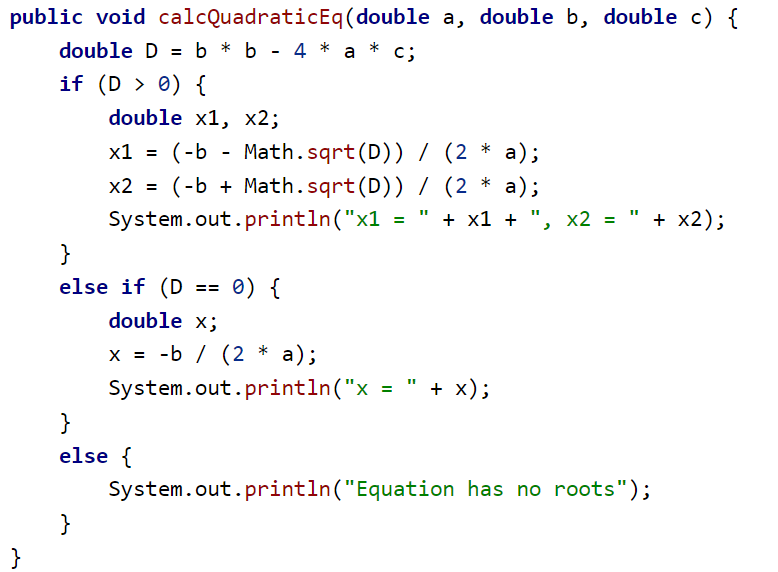 public void calcQuadraticEq(double a, double b, double c) {
    double D = b * b - 4 * a * c;
    if (D > 0) {
        double x1, x2;
        x1 = (-b - Math.sqrt(D)) / (2 * a);
        x2 = (-b + Math.sqrt(D)) / (2 * a);
        System.out.println("x1 = " + x1 + ", x2 = " + x2);
    }
    else if (D == 0) {
        double x;
        x = -b / (2 * a);
        System.out.println("x = " + x);
    }
    else {
        System.out.println("Equation has no roots");
    }
}